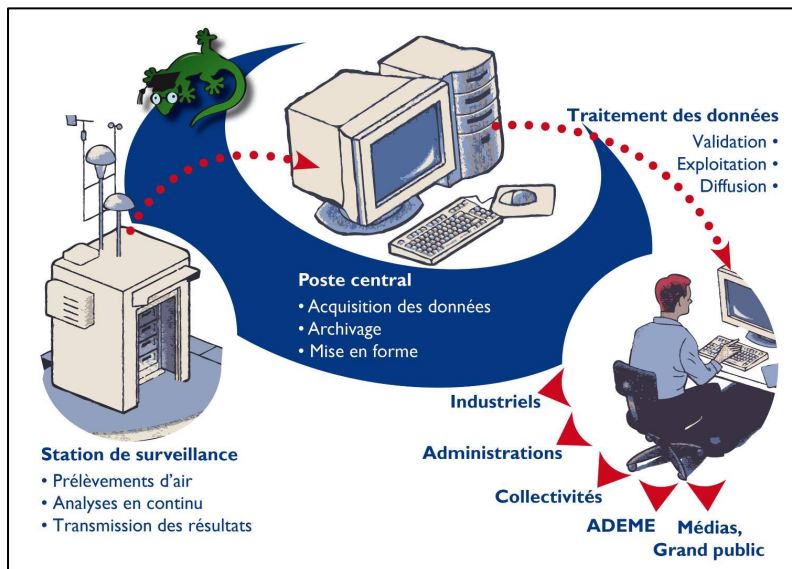 Traitement des données
Validation •
Exploitation •
Diffusion •
Poste central
• Acquisition des données
• Archivage
• Mise en forme
Station de surveillance
• Prélèvements d'air
• Analyses en continu
• Transmission des résultats
Industriels
Administrations
Collectivités
ADEME
Médias,
Grand public